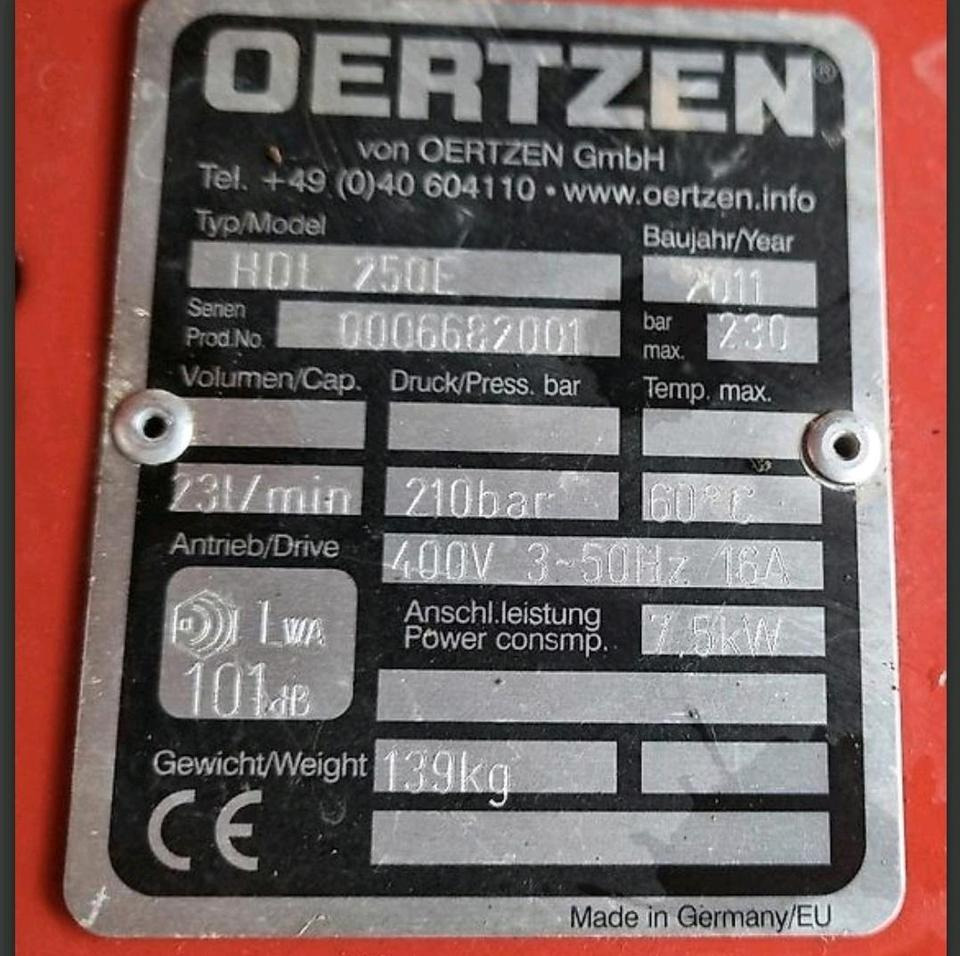 OERTZEN®
von OERTZEN GmbH
Tel. +49 (0)40 604110 • www.oertzen.info
Typ/Model Baujahr/Year
HDL 250E 2011
Serien Prod.No. 0006682001 bar max. 230
Volumen/Cap. Druck/Press. bar Temp. max.
23l/min 210bar 60°C
Antrieb/Drive 400V 3~50Hz 16A
LWA 101dB
Anschl.leistung
Power consmp. 7,5kW
Gewicht/Weight 139kg
CE
Made in Germany/EU